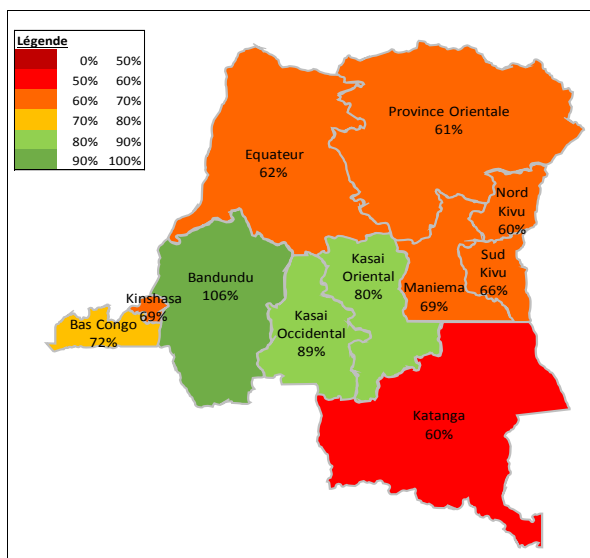 Légende
0% 50%
50% 60%
60% 70%
70% 80%
80% 90%
90% 100%
Province Orientale
61%
Equateur
62%
Nord
Kivu
60%
Sud
Kivu
66%
Maniema
69%
Kasai
Oriental
80%
Bandundu
106%
Kinshasa
69%
Bas Congo
72%
Kasai
Occidental
89%
Katanga
60%